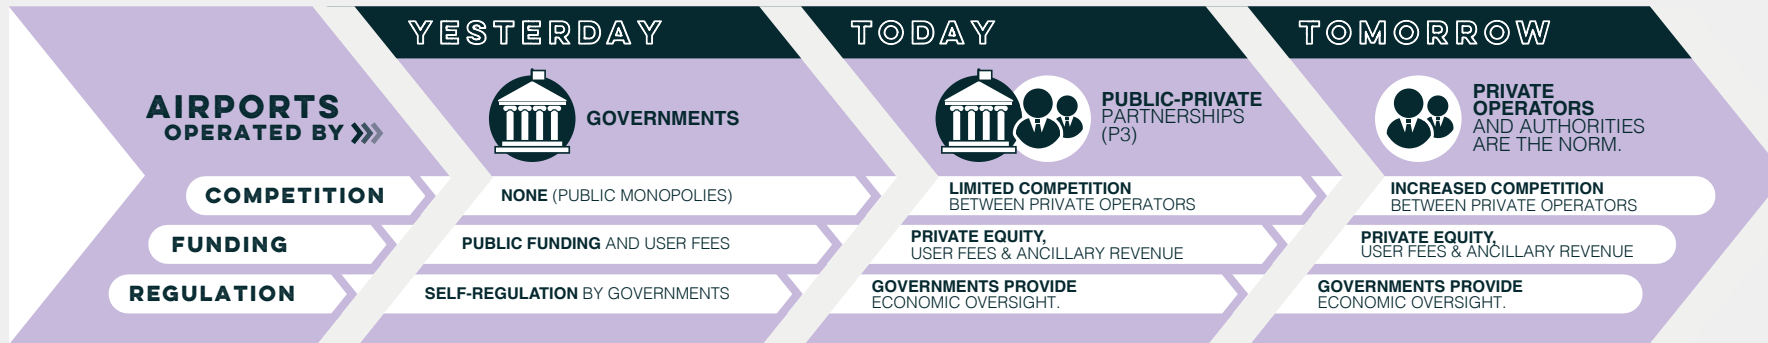 YESTERDAY
TODAY
TOMORROW
AIRPORTS
OPERATED BY
GOVERNMENTS
PUBLIC-PRIVATE
PARTNERSHIPS
(P3)
PRIVATE
OPERATORS
AND AUTHORITIES
ARE THE NORM.
COMPETITION
NONE (PUBLIC MONOPOLIES)
LIMITED COMPETITION
BETWEEN PRIVATE OPERATORS
INCREASED COMPETITION
BETWEEN PRIVATE OPERATORS
FUNDING
PUBLIC FUNDING AND USER FEES
PRIVATE EQUITY,
USER FEES & ANCILLARY REVENUE
PRIVATE EQUITY,
USER FEES & ANCILLARY REVENUE
REGULATION
SELF-REGULATION BY GOVERNMENTS
GOVERNMENTS PROVIDE
ECONOMIC OVERSIGHT.
GOVERNMENTS PROVIDE
ECONOMIC OVERSIGHT.